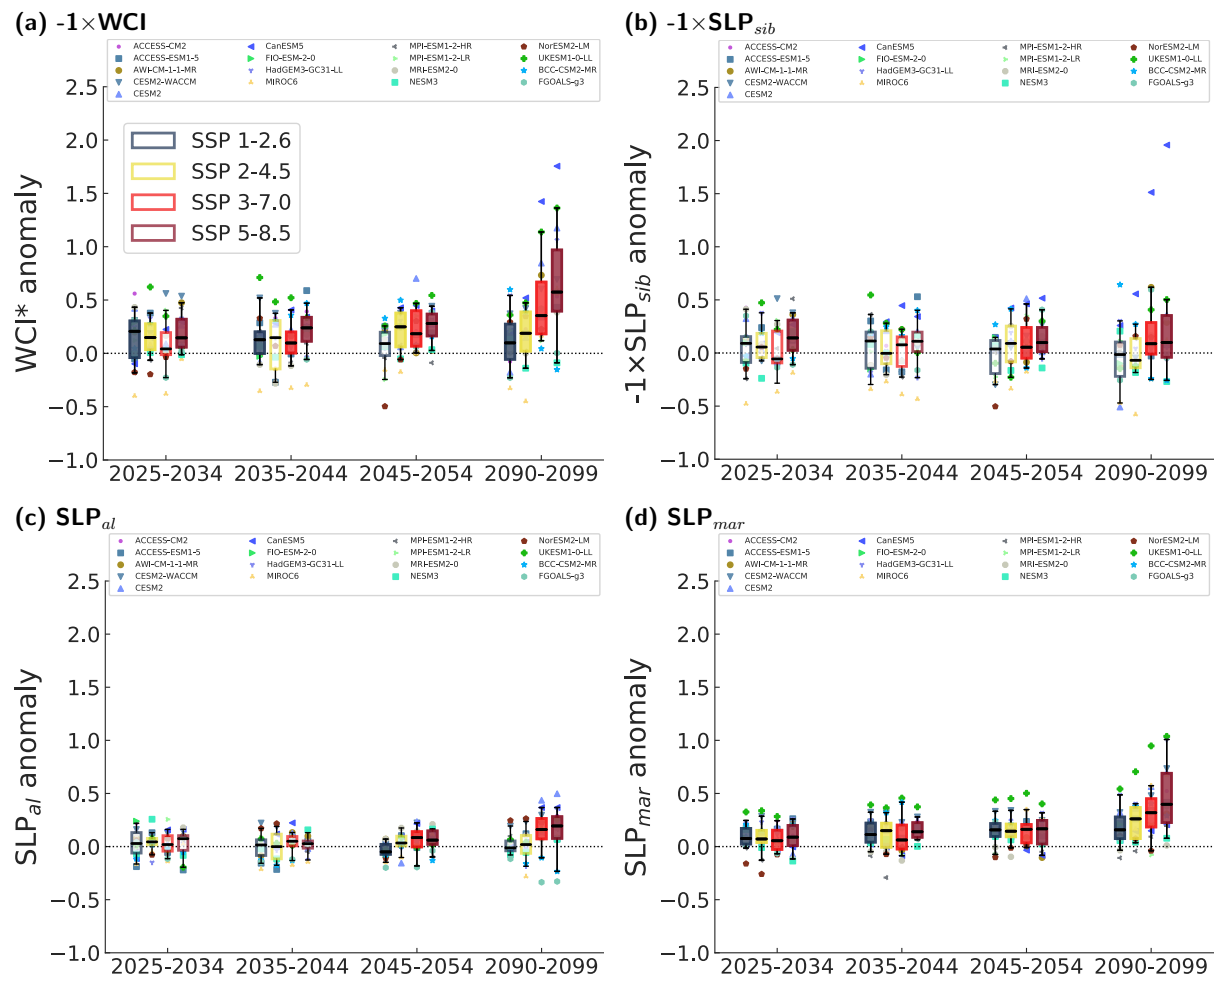 (a) -1×WCI
ACCESS-CM2
ACCESS-ESM1-5
AWI-CM-1-1-MR
CESM2-WACCM
CESM2
CanESM5
FIO-ESM-2-0
HadGEM3-GC31-LL
MIROC6
MPI-ESM1-2-HR
MPI-ESM1-2-LR
MRI-ESM2-0
NESM3
NorESM2-LM
UKESM1-0-LL
BCC-CSM2-MR
FGOALS-g3
SSP 1-2.6
SSP 2-4.5
SSP 3-7.0
SSP 5-8.5
WCI* anomaly
2.5
2.0
1.5
1.0
0.5
0.0
−0.5
−1.0
2025-2034 2035-2044 2045-2054 2090-2099
(b) -1×SLP_sib
ACCESS-CM2
ACCESS-ESM1-5
AWI-CM-1-1-MR
CESM2-WACCM
CESM2
CanESM5
FIO-ESM-2-0
HadGEM3-GC31-LL
MIROC6
MPI-ESM1-2-HR
MPI-ESM1-2-LR
MRI-ESM2-0
NESM3
NorESM2-LM
UKESM1-0-LL
BCC-CSM2-MR
FGOALS-g3
-1×SLP_sib anomaly
2.5
2.0
1.5
1.0
0.5
0.0
−0.5
−1.0
2025-2034 2035-2044 2045-2054 2090-2099
(c) SLP_al
ACCESS-CM2
ACCESS-ESM1-5
AWI-CM-1-1-MR
CESM2-WACCM
CESM2
CanESM5
FIO-ESM-2-0
HadGEM3-GC31-LL
MIROC6
MPI-ESM1-2-HR
MPI-ESM1-2-LR
MRI-ESM2-0
NESM3
NorESM2-LM
UKESM1-0-LL
BCC-CSM2-MR
FGOALS-g3
SLP_al anomaly
2.5
2.0
1.5
1.0
0.5
0.0
−0.5
−1.0
2025-2034 2035-2044 2045-2054 2090-2099
(d) SLP_mar
ACCESS-CM2
ACCESS-ESM1-5
AWI-CM-1-1-MR
CESM2-WACCM
CESM2
CanESM5
FIO-ESM-2-0
HadGEM3-GC31-LL
MIROC6
MPI-ESM1-2-HR
MPI-ESM1-2-LR
MRI-ESM2-0
NESM3
NorESM2-LM
UKESM1-0-LL
BCC-CSM2-MR
FGOALS-g3
SLP_mar anomaly
2.5
2.0
1.5
1.0
0.5
0.0
−0.5
−1.0
2025-2034 2035-2044 2045-2054 2090-2099